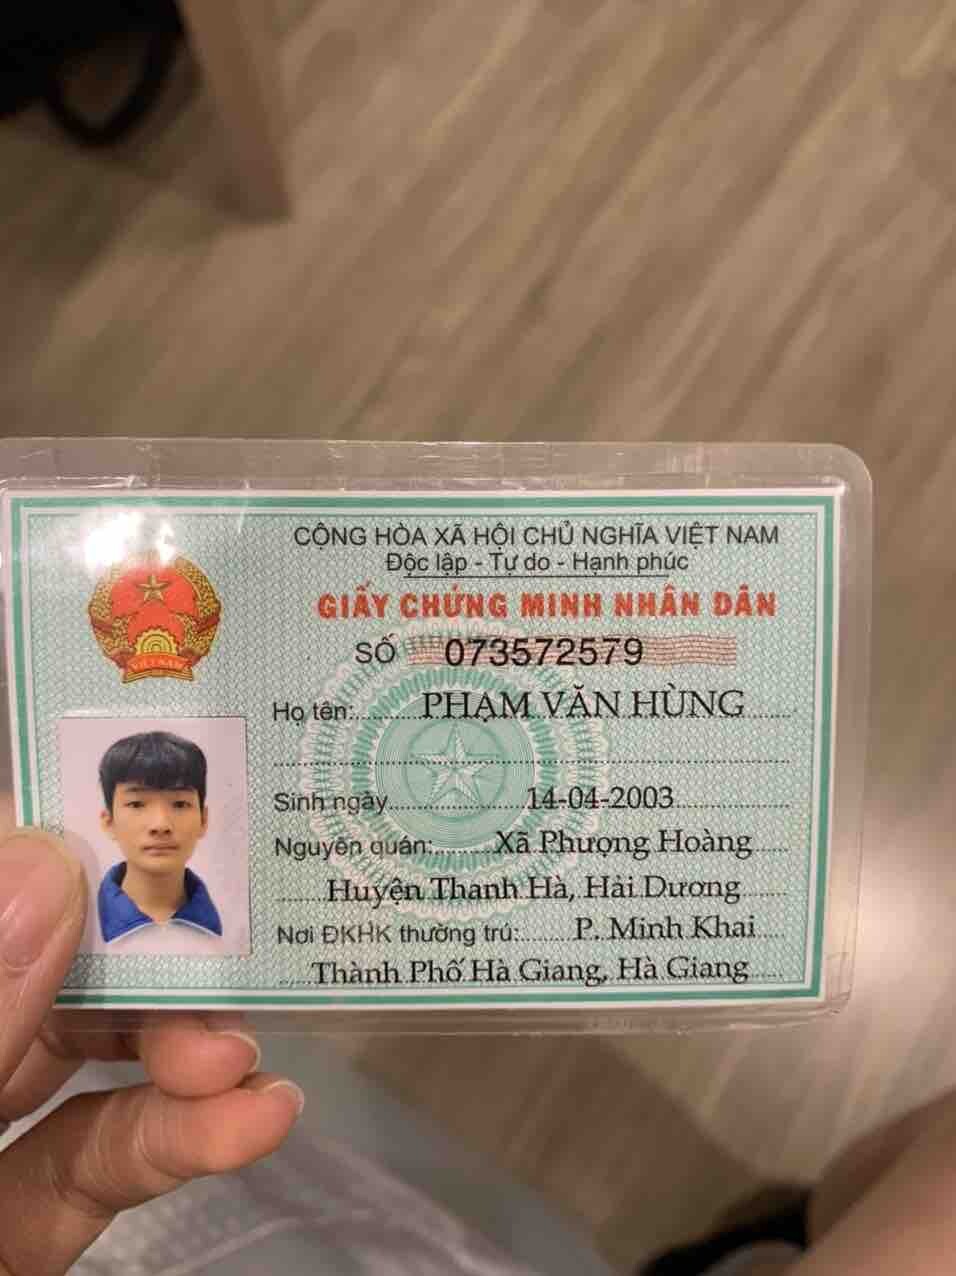 CỘNG HÒA XÃ HỘI CHỦ NGHĨA VIỆT NAM
Độc lập - Tự do - Hạnh phúc
GIẤY CHỨNG MINH NHÂN DÂN
SỐ 073572579
Họ tên: PHẠM VĂN HÙNG
Sinh ngày 14-04-2003
Nguyên quán: Xã Phượng Hoàng
Huyện Thanh Hà, Hải Dương
Nơi ĐKHK thường trú: P. Minh Khai
Thành Phố Hà Giang, Hà Giang
VIỆT NAM